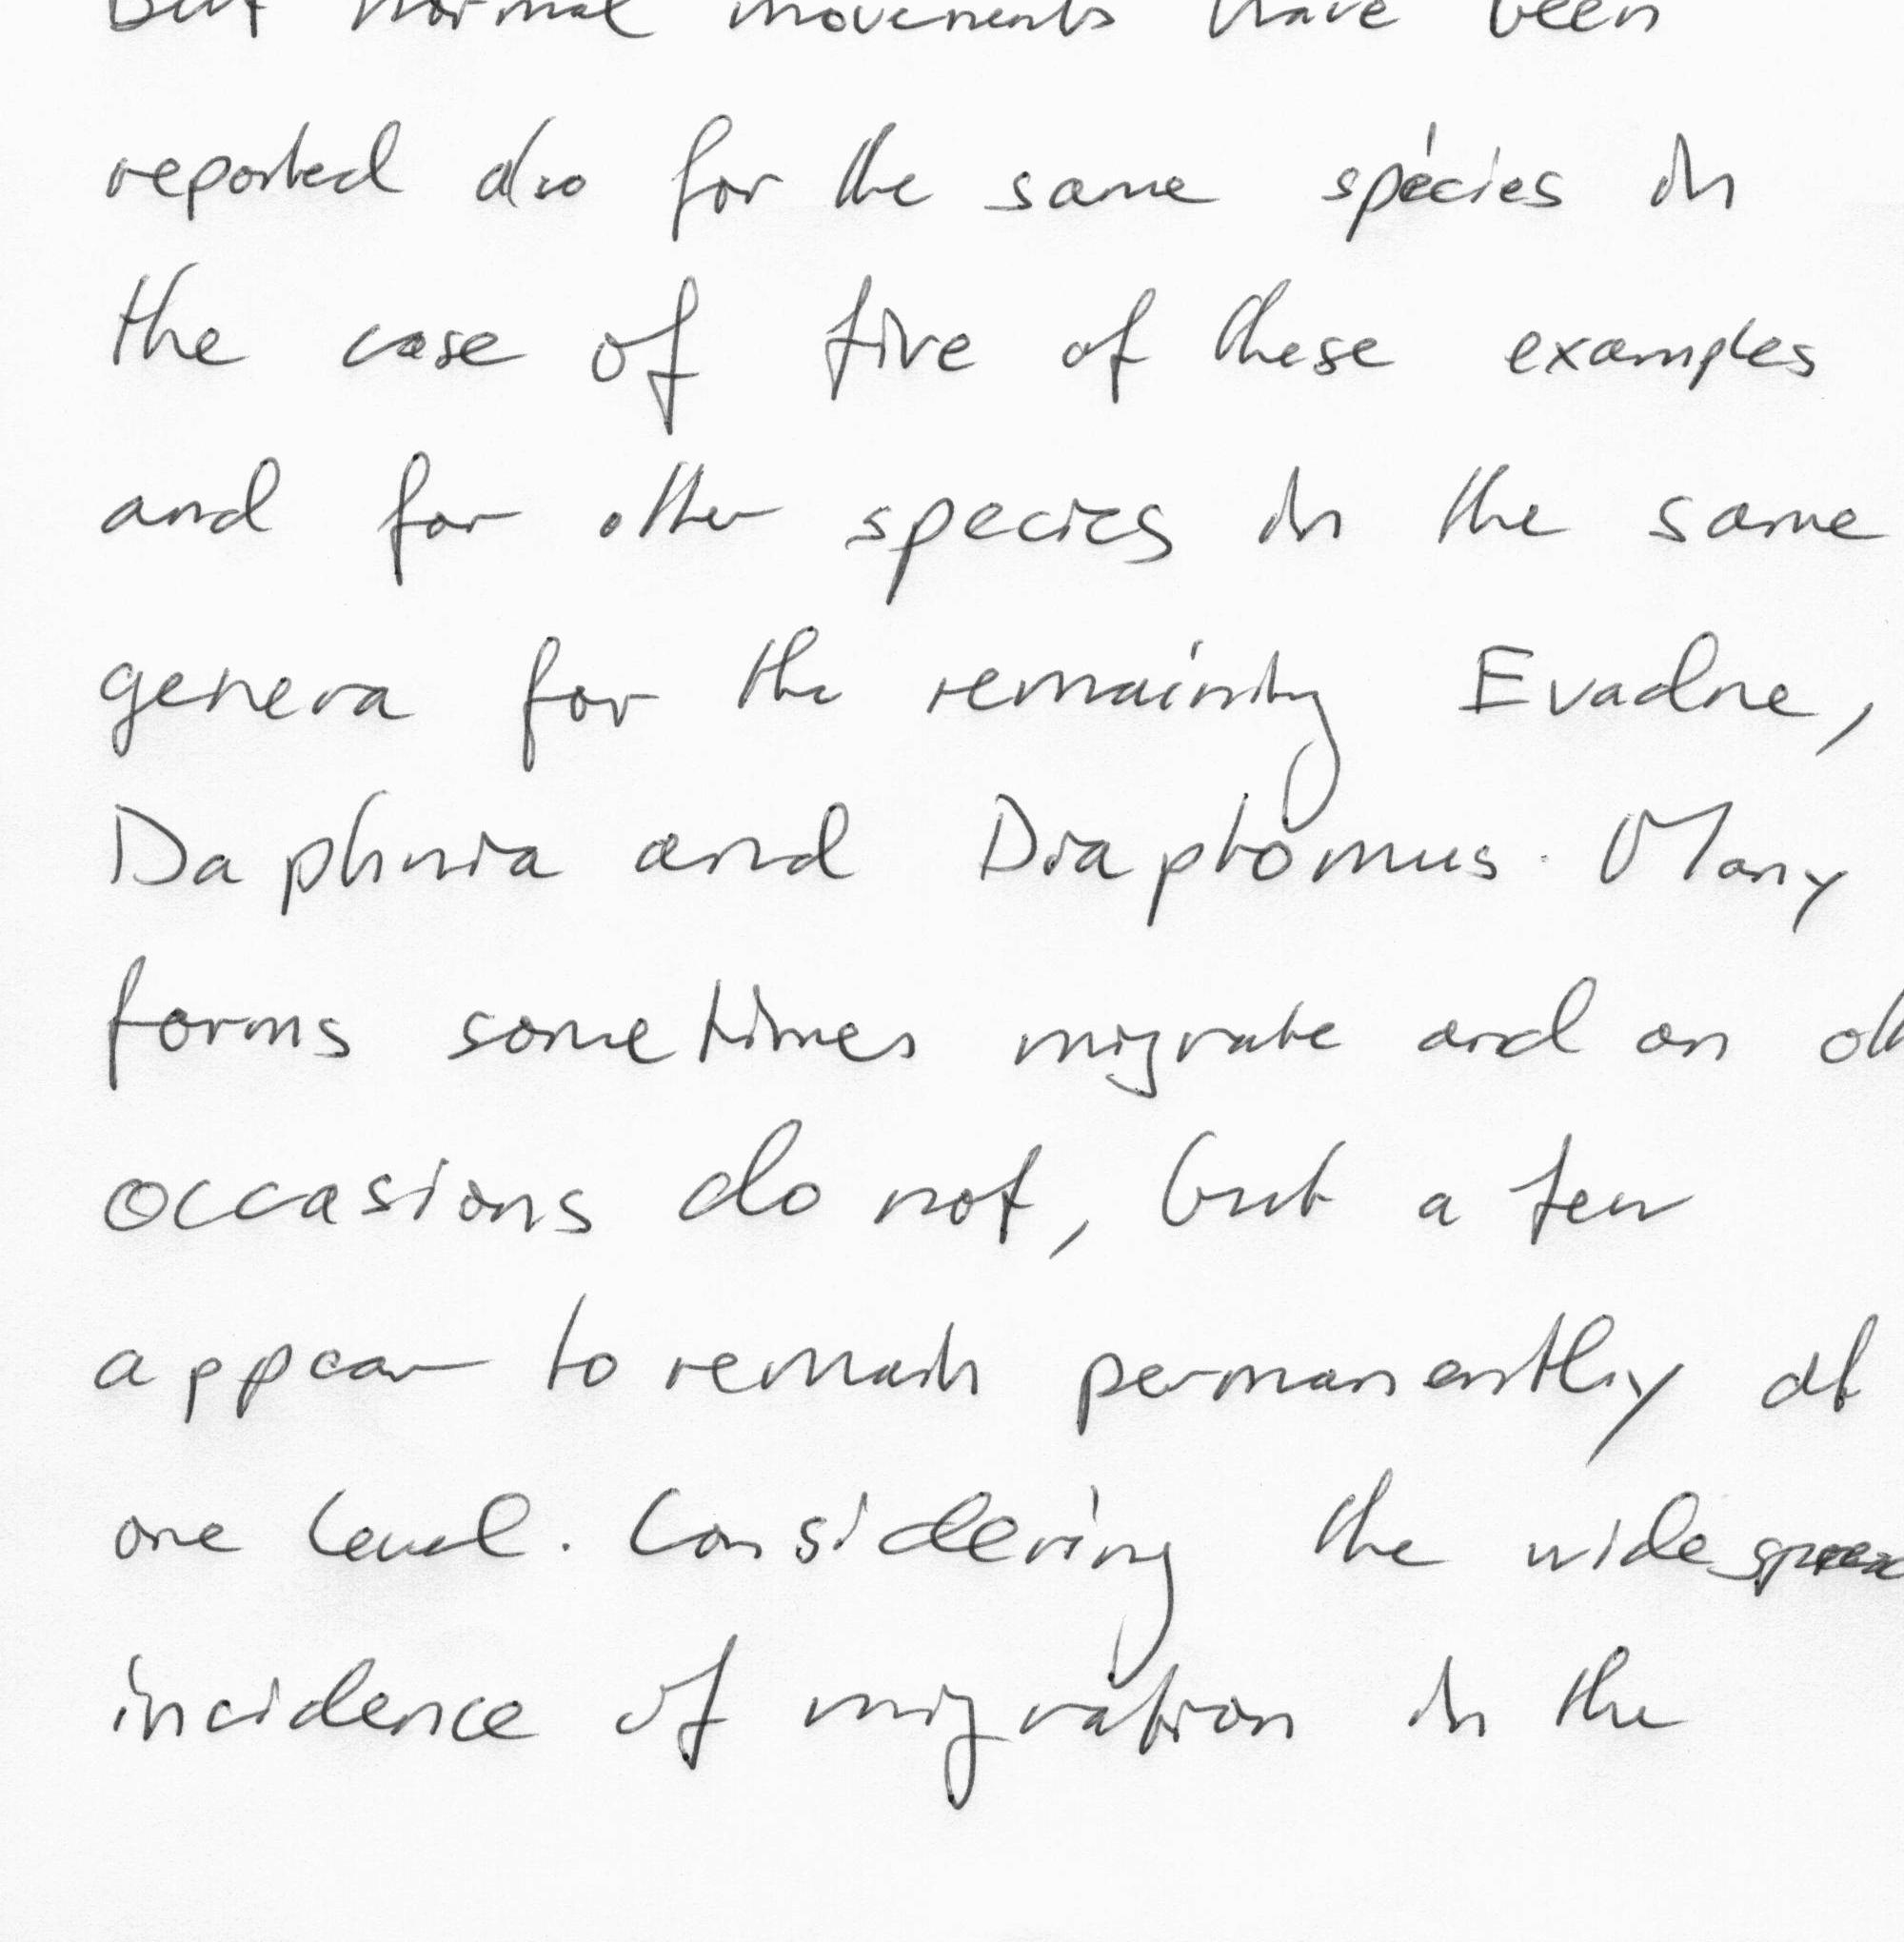 But normal movements have been
reported also for the same species in
the case of five of these examples
and for other species in the same
genera for the remaining Evadne,
Daphnia and Diaptomus. Many
forms sometimes migrate and on oth
occasions do not, but a few
appear to remain permanently at
one level. Considering the widesprea
incidence of migration in the